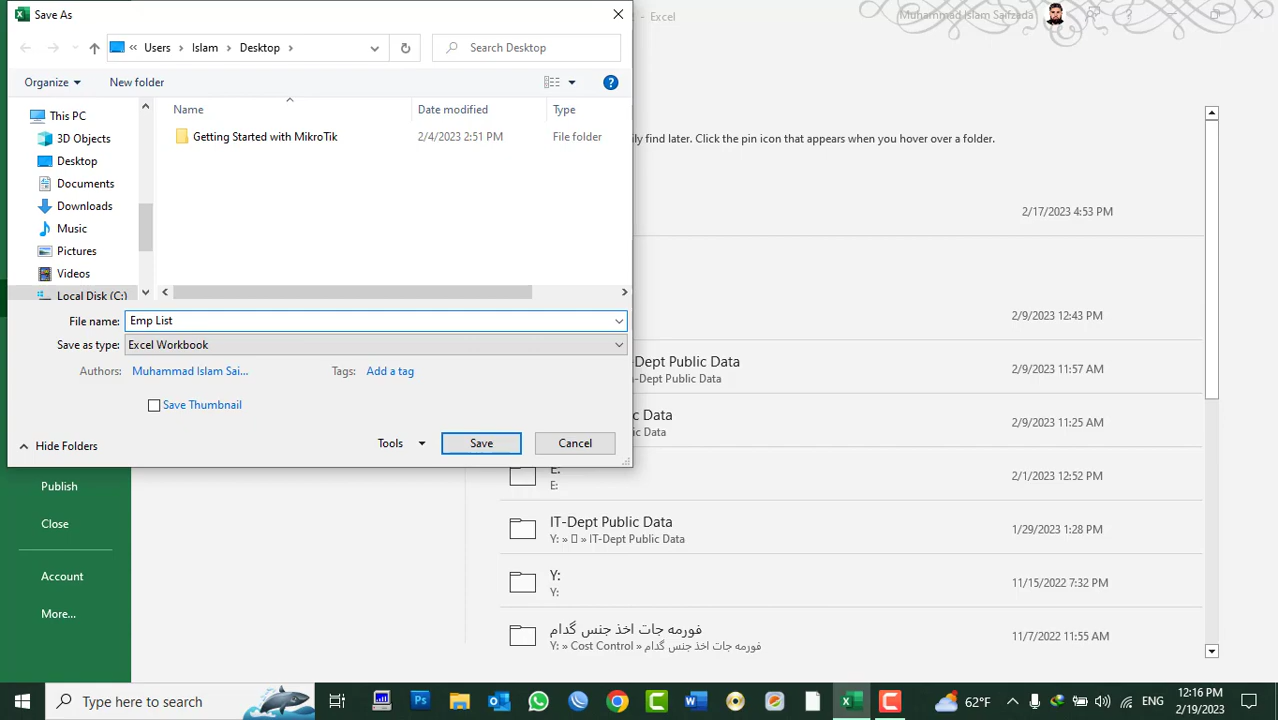 Save As
- Excel
Muhammad Islam Saifzada
Users
Islam
Desktop
Search Desktop
Organize
New folder
This PC
3D Objects
Desktop
Documents
Downloads
Music
Pictures
Videos
Local Disk (C:)
Name
Date modified
Type
Getting Started with MikroTik
2/4/2023 2:51 PM
File folder
ily find later. Click the pin icon that appears when you hover over a folder.
File name: Emp List
Save as type: Excel Workbook
Authors: Muhammad Islam Sai...
Tags: Add a tag
Save Thumbnail
Hide Folders
Tools
Save
Cancel
2/17/2023 4:53 PM
2/9/2023 12:43 PM
-Dept Public Data
-Dept Public Data
2/9/2023 11:57 AM
c Data
lic Data
2/9/2023 11:25 AM
E:
E:
2/1/2023 12:52 PM
IT-Dept Public Data
Y: » ▯ » IT-Dept Public Data
1/29/2023 1:28 PM
Y:
Y:
11/15/2022 7:32 PM
فورمه جات اخذ جنس گدام
Y: » Cost Control » فورمه جات اخذ جنس گدام
11/7/2022 11:55 AM
Publish
Close
Account
More...
Type here to search
62°F
ENG
12:16 PM
2/19/2023